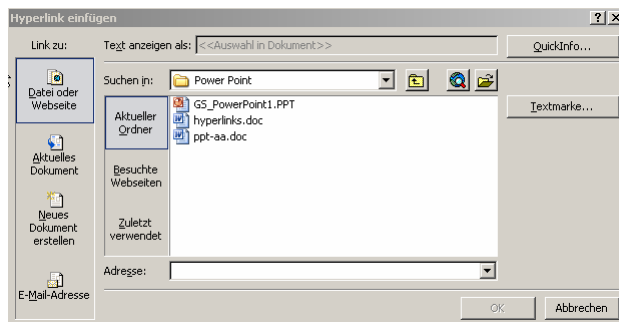 Hyperlink einfügen
Link zu:
Text anzeigen als: <<Auswahl in Dokument>>
QuickInfo...
Datei oder
Webseite
Aktuelles
Dokument
Neues
Dokument
erstellen
E-Mail-Adresse
Suchen in: Power Point
Aktueller
Ordner
Besuchte
Webseiten
Zuletzt
verwendet
GS_PowerPoint1.PPT
hyperlinks.doc
ppt-aa.doc
Textmarke...
Adresse:
OK
Abbrechen